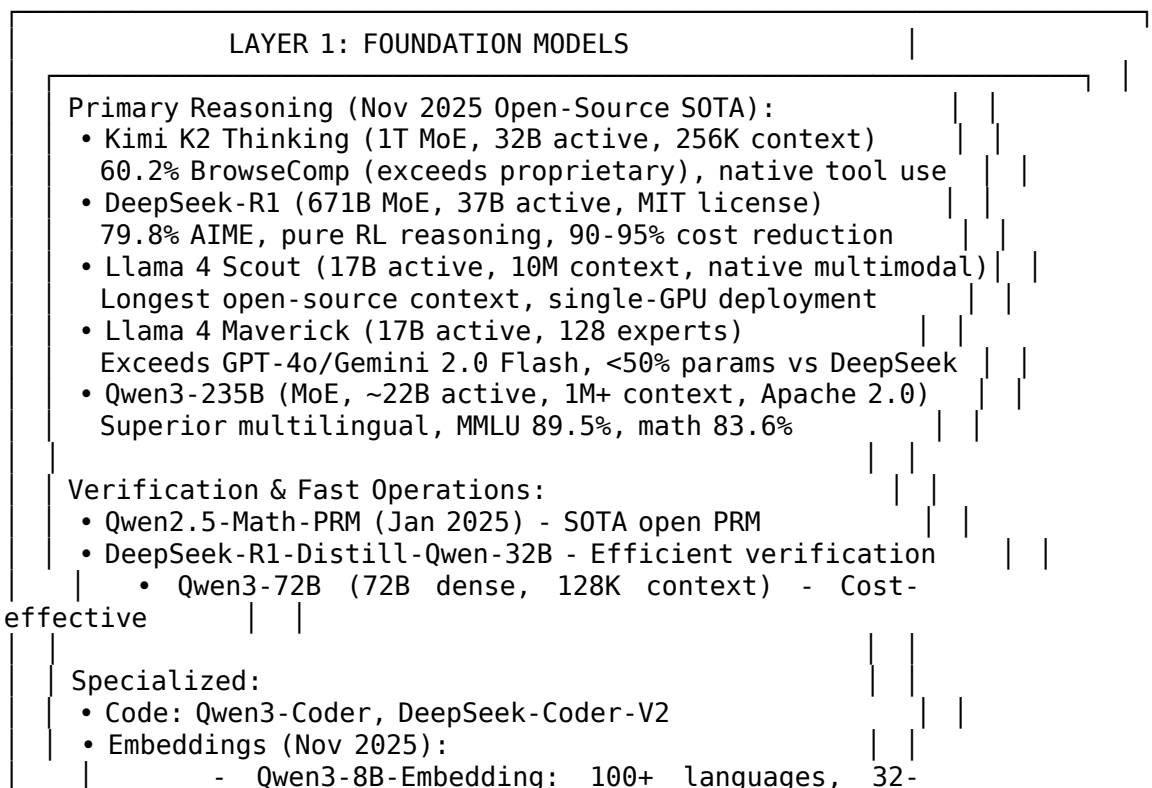 LAYER 1: FOUNDATION MODELS
Primary Reasoning (Nov 2025 Open-Source SOTA):
• Kimi K2 Thinking (1T MoE, 32B active, 256K context)
60.2% BrowseComp (exceeds proprietary), native tool use
• DeepSeek-R1 (671B MoE, 37B active, MIT license)
79.8% AIME, pure RL reasoning, 90-95% cost reduction
• Llama 4 Scout (17B active, 10M context, native multimodal)
Longest open-source context, single-GPU deployment
• Llama 4 Maverick (17B active, 128 experts)
Exceeds GPT-4o/Gemini 2.0 Flash, <50% params vs DeepSeek
• Qwen3-235B (MoE, ~22B active, 1M+ context, Apache 2.0)
Superior multilingual, MMLU 89.5%, math 83.6%
Verification & Fast Operations:
• Qwen2.5-Math-PRM (Jan 2025) - SOTA open PRM
• DeepSeek-R1-Distill-Qwen-32B - Efficient verification
• Qwen3-72B (72B dense, 128K context) - Cost-
effective
Specialized:
• Code: Qwen3-Coder, DeepSeek-Coder-V2
• Embeddings (Nov 2025):
- Qwen3-8B-Embedding: 100+ languages, 32-